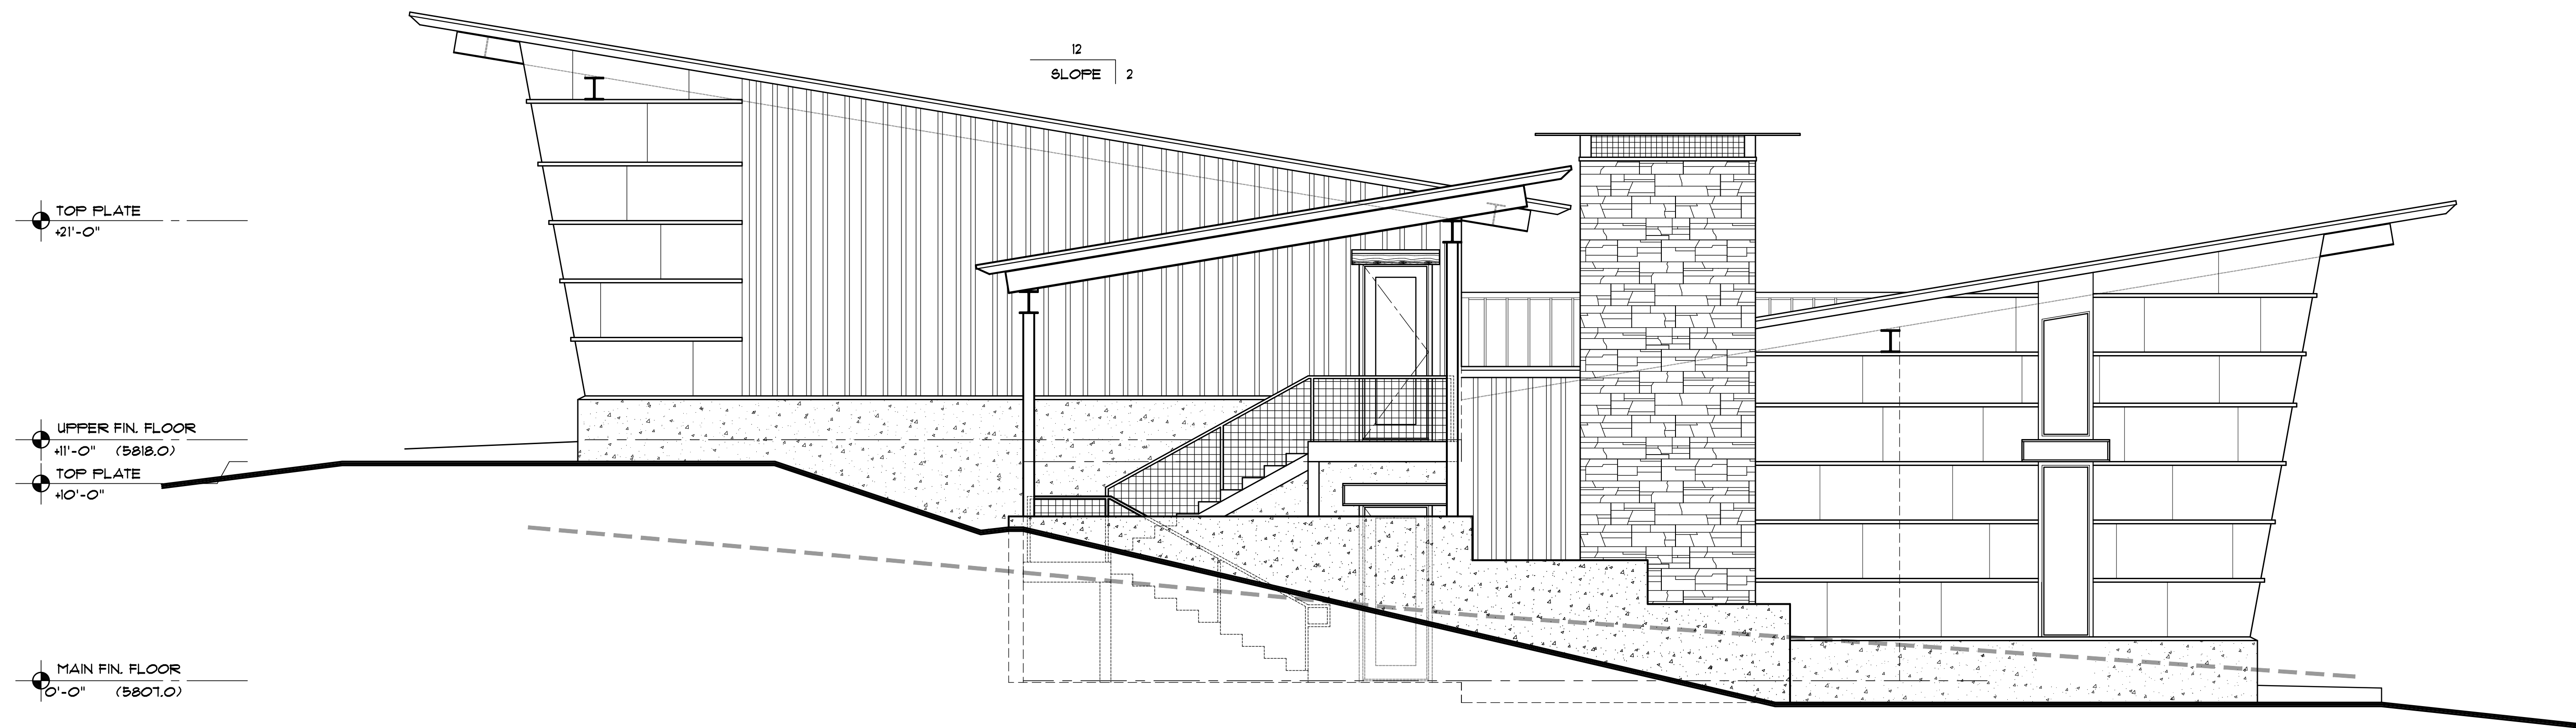 12
SLOPE 2
TOP PLATE
+21'-0"
UPPER FIN. FLOOR
+11'-0" (5818.0)
TOP PLATE
+10'-0"
MAIN FIN. FLOOR
0'-0" (5807.0)